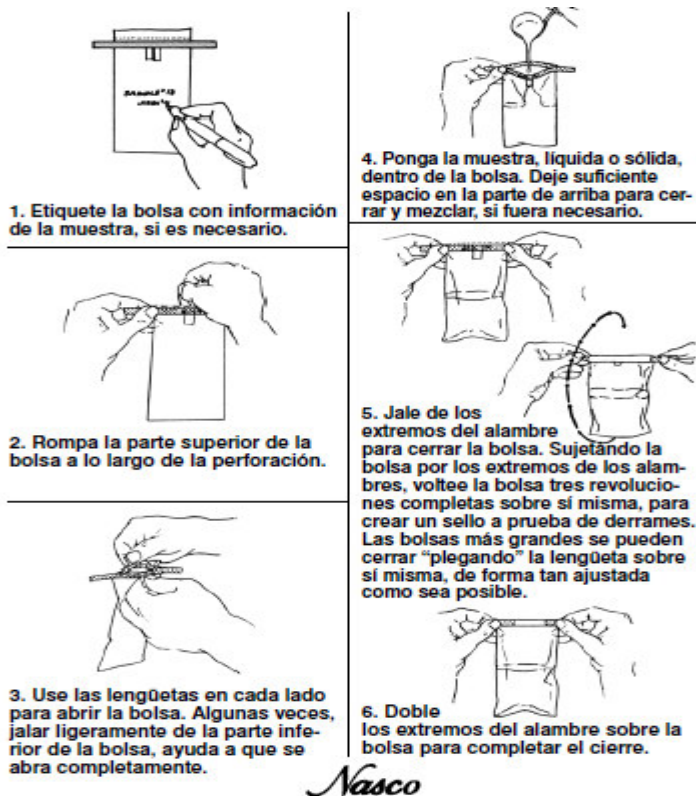 1. Etiquete la bolsa con información
de la muestra, si es necesario.
2. Rompa la parte superior de la
bolsa a lo largo de la perforación.
3. Use las lengüetas en cada lado
para abrir la bolsa. Algunas veces,
jalar ligeramente de la parte infe-
rior de la bolsa, ayuda a que se
abra completamente.
4. Ponga la muestra, líquida o sólida,
dentro de la bolsa. Deje suficiente
espacio en la parte de arriba para cer-
rar y mezclar, si fuera necesario.
5. Jale de los
extremos del alambre
para cerrar la bolsa. Sujetándo la
bolsa por los extremos de los alam-
bres, voltee la bolsa tres revolucio-
nes completas sobre sí misma, para
crear un sello a prueba de derrames.
Las bolsas más grandes se pueden
cerrar “plegando” la lengüeta sobre
sí misma, de forma tan ajustada
como sea posible.
6. Doble
los extremos del alambre sobre la
bolsa para completar el cierre.
Nasco